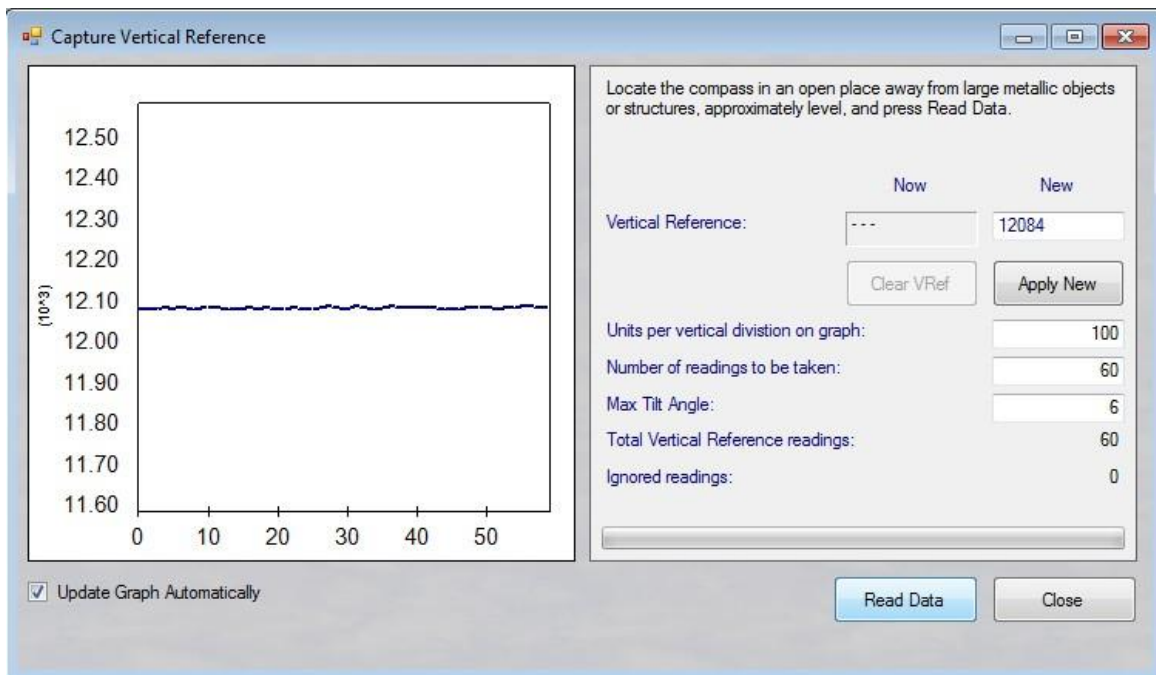 Capture Vertical Reference
12.50
12.40
12.30
12.20
12.10
12.00
11.90
11.80
11.70
11.60
(10^3)
0 10 20 30 40 50
Locate the compass in an open place away from large metallic objects
or structures, approximately level, and press Read Data.
Now New
Vertical Reference: --- 12084
Clear VRef Apply New
Units per vertical divistion on graph: 100
Number of readings to be taken: 60
Max Tilt Angle: 6
Total Vertical Reference readings: 60
Ignored readings: 0
Update Graph Automatically
Read Data Close